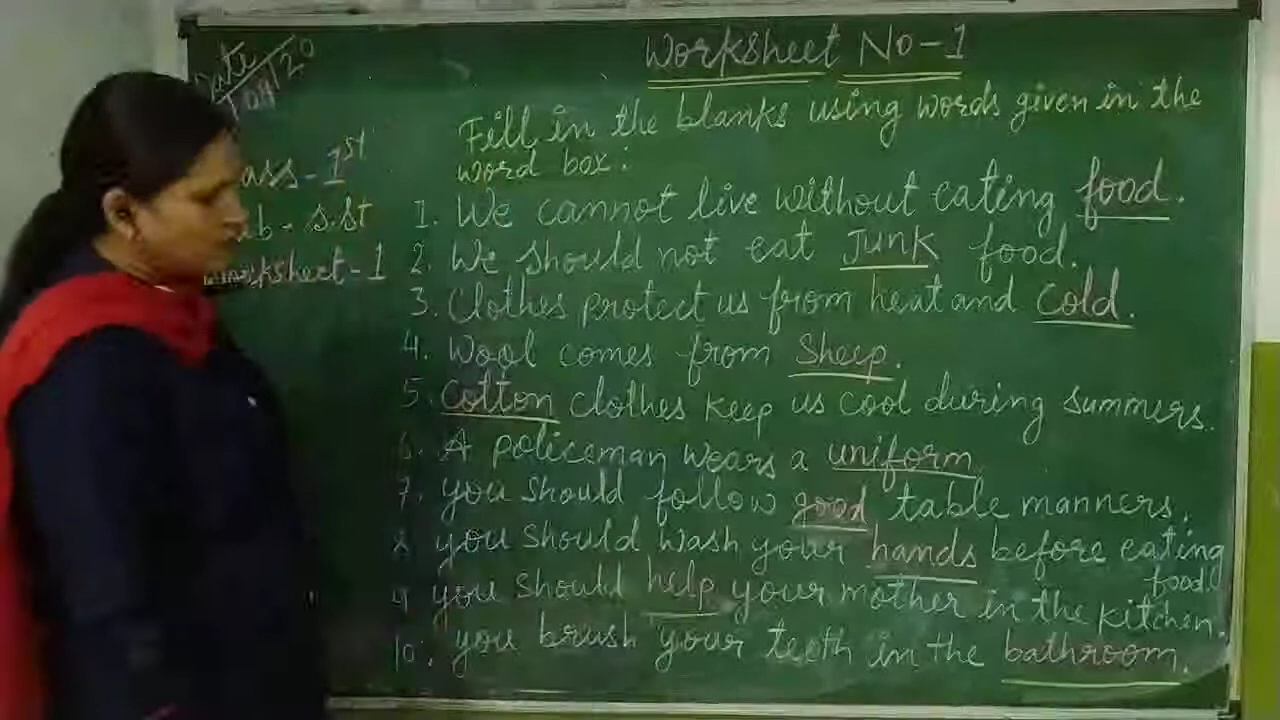 Date
Worksheet No-1
Fill in the blanks using words given in the
word box:
ass - 1st
b - s.st
Worksheet - 1
1. We cannot live without eating food.
2. We should not eat Junk food.
3. Clothes protect us from heat and cold.
4. Wool comes from Sheep.
5. Cotton clothes keep us cool during summers.
6. A policeman wears a uniform.
7. you should follow good table manners.
8. you should wash your hands before eating
food
9. you should help your mother in the kitchen.
10. you brush your teeth in the bathroom.